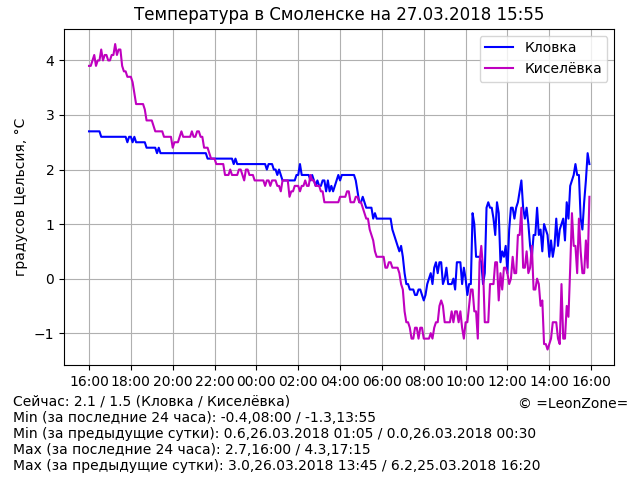 Температура в Смоленске на 27.03.2018 15:55
Кловка
Киселёвка
градусов Цельсия, °C
4
3
2
1
0
−1
16:00 18:00 20:00 22:00 00:00 02:00 04:00 06:00 08:00 10:00 12:00 14:00 16:00
Сейчас: 2.1 / 1.5 (Кловка / Киселёвка)
© =LeonZone=
Min (за последние 24 часа): -0.4,08:00 / -1.3,13:55
Min (за предыдущие сутки): 0.6,26.03.2018 01:05 / 0.0,26.03.2018 00:30
Max (за последние 24 часа): 2.7,16:00 / 4.3,17:15
Max (за предыдущие сутки): 3.0,26.03.2018 13:45 / 6.2,25.03.2018 16:20